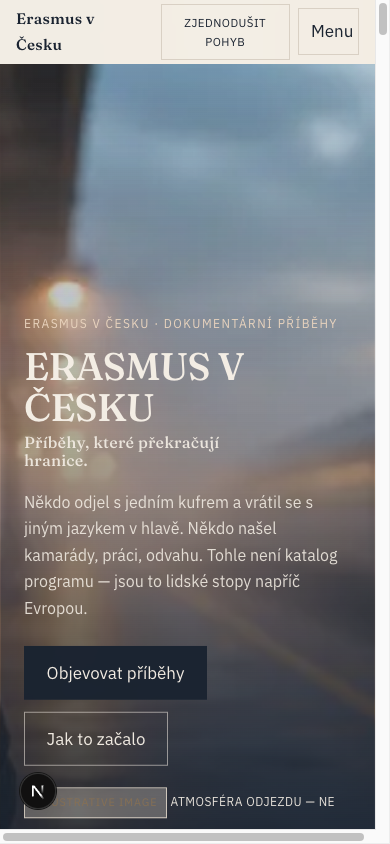 Erasmus v
Česku
ZJEDNODUŠIT
POHYB
Menu
ERASMUS V ČESKU · DOKUMENTÁRNÍ PŘÍBĚHY
ERASMUS V
ČESKU
Příběhy, které překračují
hranice.
Někdo odjel s jedním kufrem a vrátil se s
jiným jazykem v hlavě. Někdo našel
kamarády, práci, odvahu. Tohle není katalog
programu — jsou to lidské stopy napříč
Evropou.
Objevovat příběhy
Jak to začalo
N
IMAGE ATMOSFÉRA ODJEZDU — NE